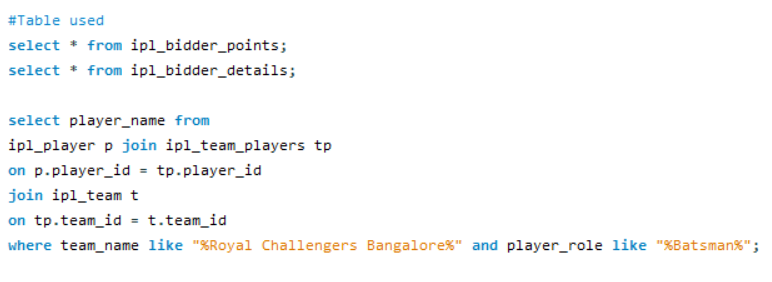 #Table used
select * from ipl_bidder_points;
select * from ipl_bidder_details;
select player_name from
ipl_player p join ipl_team_players tp
on p.player_id = tp.player_id
join ipl_team t
on tp.team_id = t.team_id
where team_name like "%Royal Challengers Bangalore%" and player_role like "%Batsman%";